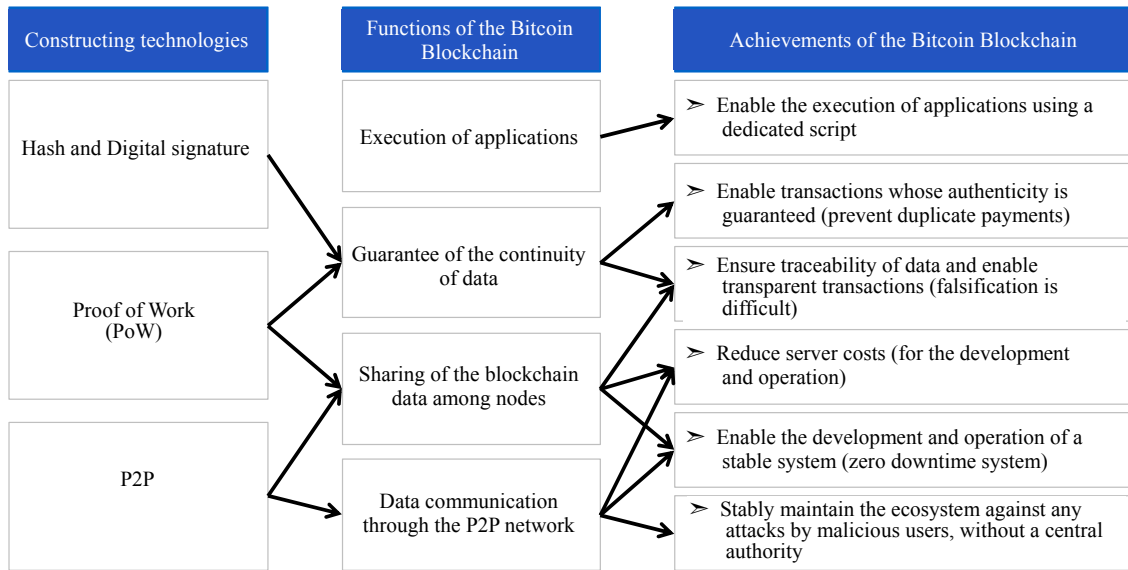 Constructing technologies
Functions of the Bitcoin
Blockchain
Achievements of the Bitcoin Blockchain
Hash and Digital signature
Proof of Work
(PoW)
P2P
Execution of applications
Guarantee of the continuity
of data
Sharing of the blockchain
data among nodes
Data communication
through the P2P network
➢ Enable the execution of applications using a
dedicated script
➢ Enable transactions whose authenticity is
guaranteed (prevent duplicate payments)
➢ Ensure traceability of data and enable
transparent transactions (falsification is
difficult)
➢ Reduce server costs (for the development
and operation)
➢ Enable the development and operation of a
stable system (zero downtime system)
➢ Stably maintain the ecosystem against any
attacks by malicious users, without a central
authority